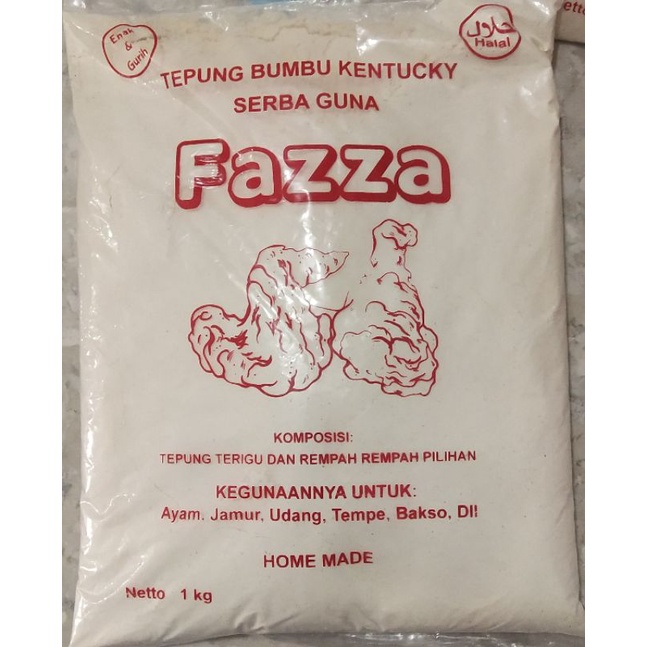 Enak
&
Gurih
حلال
Halal
TEPUNG BUMBU KENTUCKY
SERBA GUNA
Fazza
KOMPOSISI:
TEPUNG TERIGU DAN REMPAH REMPAH PILIHAN
KEGUNAANNYA UNTUK:
Ayam, Jamur, Udang, Tempe, Bakso, Dll
HOME MADE
Netto 1 kg